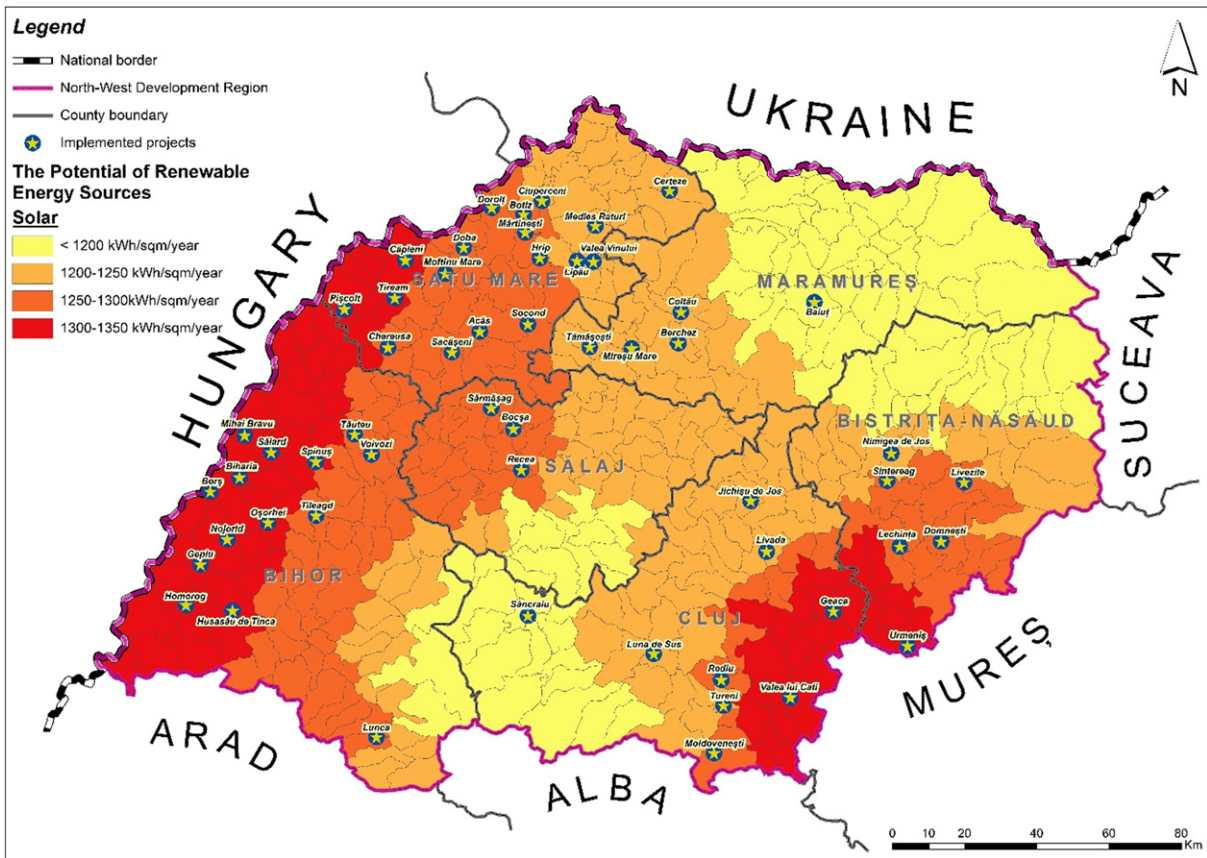 Legend
National border
North-West Development Region
County boundary
Implemented projects
The Potential of Renewable
Energy Sources
Solar
< 1200 kWh/sqm/year
1200-1250 kWh/sqm/year
1250-1300kWh/sqm/year
1300-1350 kWh/sqm/year
N
UKRAINE
HUNGARY
SUCEAVA
MUREȘ
ALBA
ARAD
SATU MARE
MARAMUREȘ
BISTRIȚA-NĂSĂUD
SĂLAJ
BIHOR
CLUJ
Certeze
Ciuperceni
Dorolț
Botiz
Mărtinești
Medieș Raturi
Doba
Hrip
Valea Vinului
Lipău
Căpleni
Moftinu Mare
Tiream
Pișcolt
Acâș
Socond
Chereușa
Sacășeni
Coltău
Băiuț
Tămășești
Mireșu Mare
Berchez
Sărmășag
Bocșa
Recea
Mihai Bravu
Tăuteu
Voivozi
Sălard
Spinuș
Biharia
Borș
Tileagd
Oșorhei
Nojorid
Gepiu
Homorog
Husasău de Tinca
Lunca
Nimigea de Jos
Sintereag
Livezile
Jichișu de Jos
Livada
Lechința
Domnești
Geaca
Urmeniș
Sâncraiu
Luna de Sus
Rediu
Tureni
Valea lui Cati
Moldovenești
0 10 20 40 60 80
Km